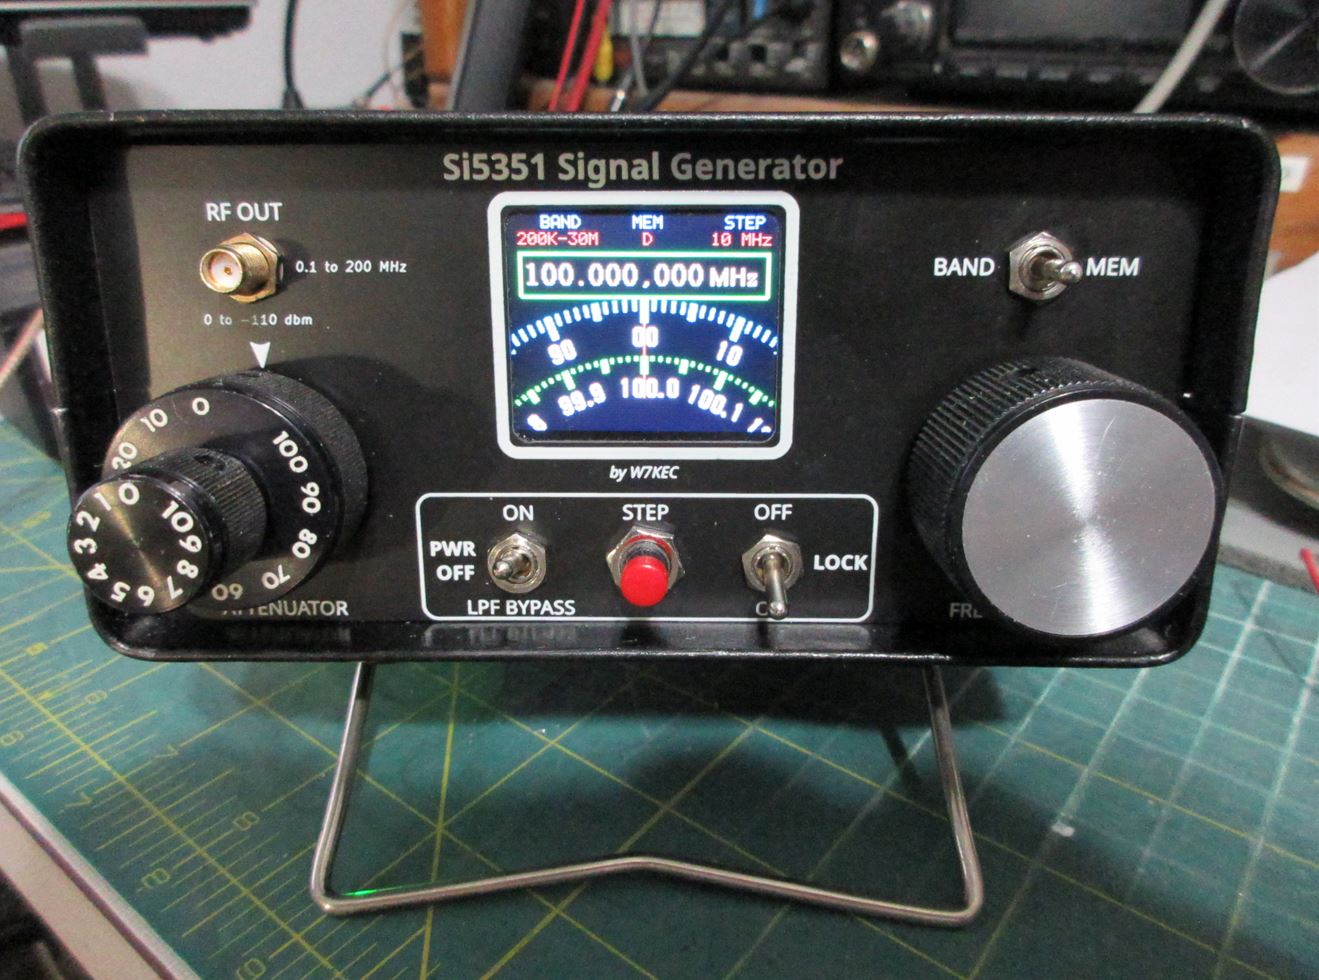 Si5351 Signal Generator
RF OUT
0.1 to 200 MHz
0 to -110 dbm
BAND MEM STEP
200K-30M D 10 MHz
100.000,000 MHz
90 00 10
99.9 100.0 100.1
by W7KEC
BAND MEM
0 10 20
60 70 80 90 100
0 1 2 3 4 5 6 7 8 9 10
ATTENUATOR
ON STEP OFF
PWR
OFF
LOCK
LPF BYPASS